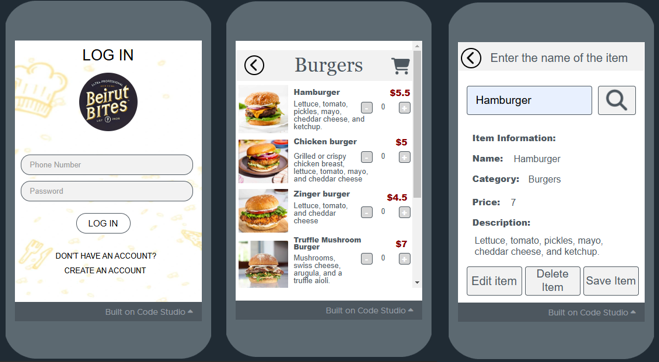 LOG IN
Beirut
BITES
Phone Number
Password
LOG IN
DON'T HAVE AN ACCOUNT?
CREATE AN ACCOUNT
Built on Code Studio
Burgers
Hamburger
$5.5
Lettuce, tomato,
pickles, mayo,
cheddar cheese, and
ketchup.
- 0 +
Chicken burger
$5
Grilled or crispy
chicken breast,
lettuce, tomato, mayo,
and cheddar cheese
- 0 +
Zinger burger
$4.5
Lettuce, tomato,
and cheddar
cheese
- 0 +
Truffle Mushroom
Burger
$7
Mushrooms,
swiss cheese,
arugula, and a
truffle aioli.
- 0 +
Built on Code Studio
Enter the name of the item
Hamburger
Item Information:
Name: Hamburger
Category: Burgers
Price: 7
Description:
Lettuce, tomato, pickles, mayo,
cheddar cheese, and ketchup.
Edit item
Delete
Item
Save Item
Built on Code Studio